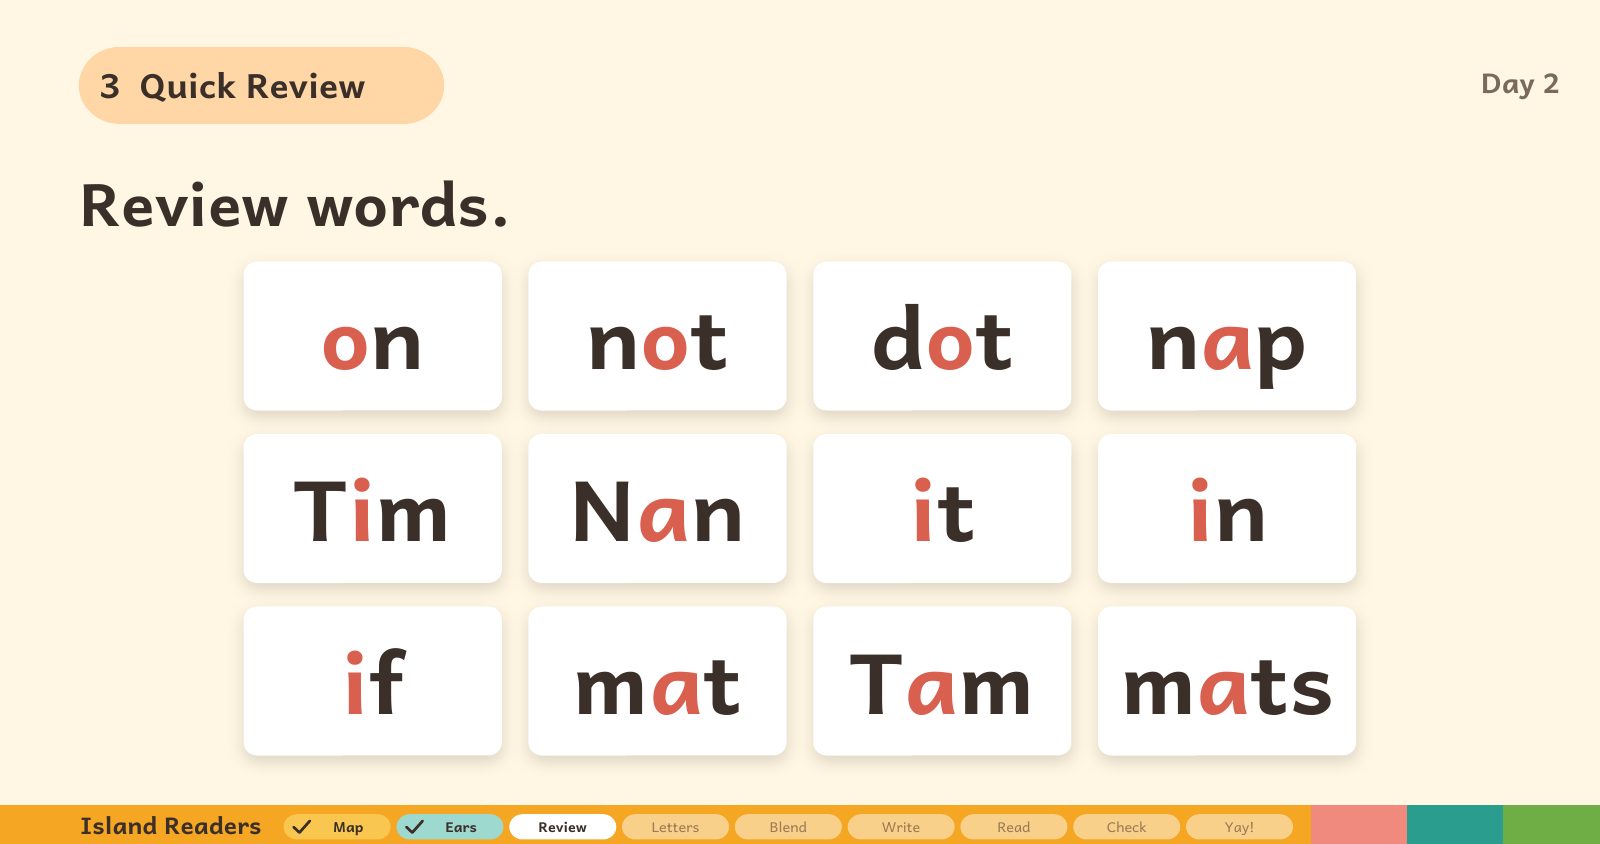 3 Quick Review
Day 2
Review words.
on not dot nap
Tim Nan it in
if mat Tam mats
Island Readers Map Ears Review Letters Blend Write Read Check Yay!